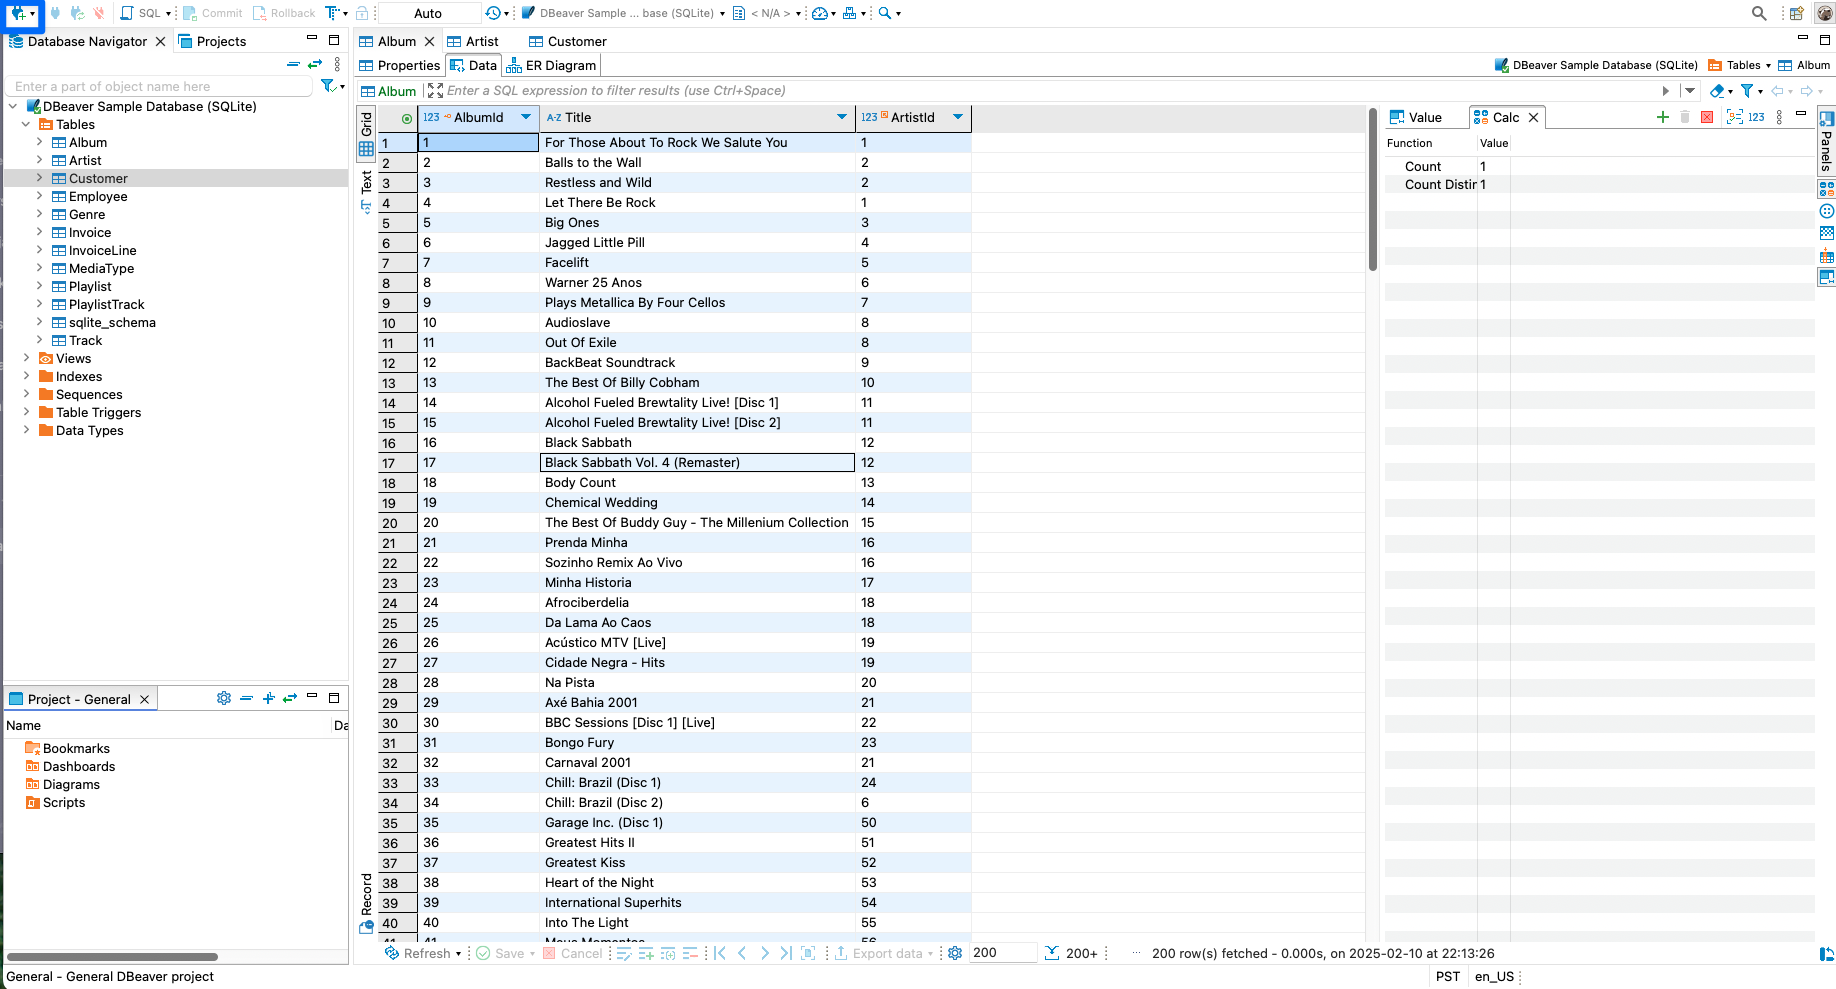 SQL Commit Rollback Auto DBeaver Sample ... base (SQLite) < N/A >
Database Navigator Projects
Enter a part of object name here
DBeaver Sample Database (SQLite)
Tables
Album
Artist
Customer
Employee
Genre
Invoice
InvoiceLine
MediaType
Playlist
PlaylistTrack
sqlite_schema
Track
Views
Indexes
Sequences
Table Triggers
Data Types
Project - General
Name Da
Bookmarks
Dashboards
Diagrams
Scripts
Album Artist Customer
Properties Data ER Diagram DBeaver Sample Database (SQLite) Tables Album
Album Enter a SQL expression to filter results (use Ctrl+Space)
Grid
Text
Record
123 AlbumId A-Z Title 123 ArtistId
1 1 For Those About To Rock We Salute You 1
2 2 Balls to the Wall 2
3 3 Restless and Wild 2
4 4 Let There Be Rock 1
5 5 Big Ones 3
6 6 Jagged Little Pill 4
7 7 Facelift 5
8 8 Warner 25 Anos 6
9 9 Plays Metallica By Four Cellos 7
10 10 Audioslave 8
11 11 Out Of Exile 8
12 12 BackBeat Soundtrack 9
13 13 The Best Of Billy Cobham 10
14 14 Alcohol Fueled Brewtality Live! [Disc 1] 11
15 15 Alcohol Fueled Brewtality Live! [Disc 2] 11
16 16 Black Sabbath 12
17 17 Black Sabbath Vol. 4 (Remaster) 12
18 18 Body Count 13
19 19 Chemical Wedding 14
20 20 The Best Of Buddy Guy - The Millenium Collection 15
21 21 Prenda Minha 16
22 22 Sozinho Remix Ao Vivo 16
23 23 Minha Historia 17
24 24 Afrociberdelia 18
25 25 Da Lama Ao Caos 18
26 26 Acústico MTV [Live] 19
27 27 Cidade Negra - Hits 19
28 28 Na Pista 20
29 29 Axé Bahia 2001 21
30 30 BBC Sessions [Disc 1] [Live] 22
31 31 Bongo Fury 23
32 32 Carnaval 2001 21
33 33 Chill: Brazil (Disc 1) 24
34 34 Chill: Brazil (Disc 2) 6
35 35 Garage Inc. (Disc 1) 50
36 36 Greatest Hits II 51
37 37 Greatest Kiss 52
38 38 Heart of the Night 53
39 39 International Superhits 54
40 40 Into The Light 55
Value Calc 123
Function Value
Count 1
Count Distir 1
Panels
Refresh Save Cancel Export data 200 200+ ... 200 row(s) fetched - 0.000s, on 2025-02-10 at 22:13:26
General - General DBeaver project PST en_US